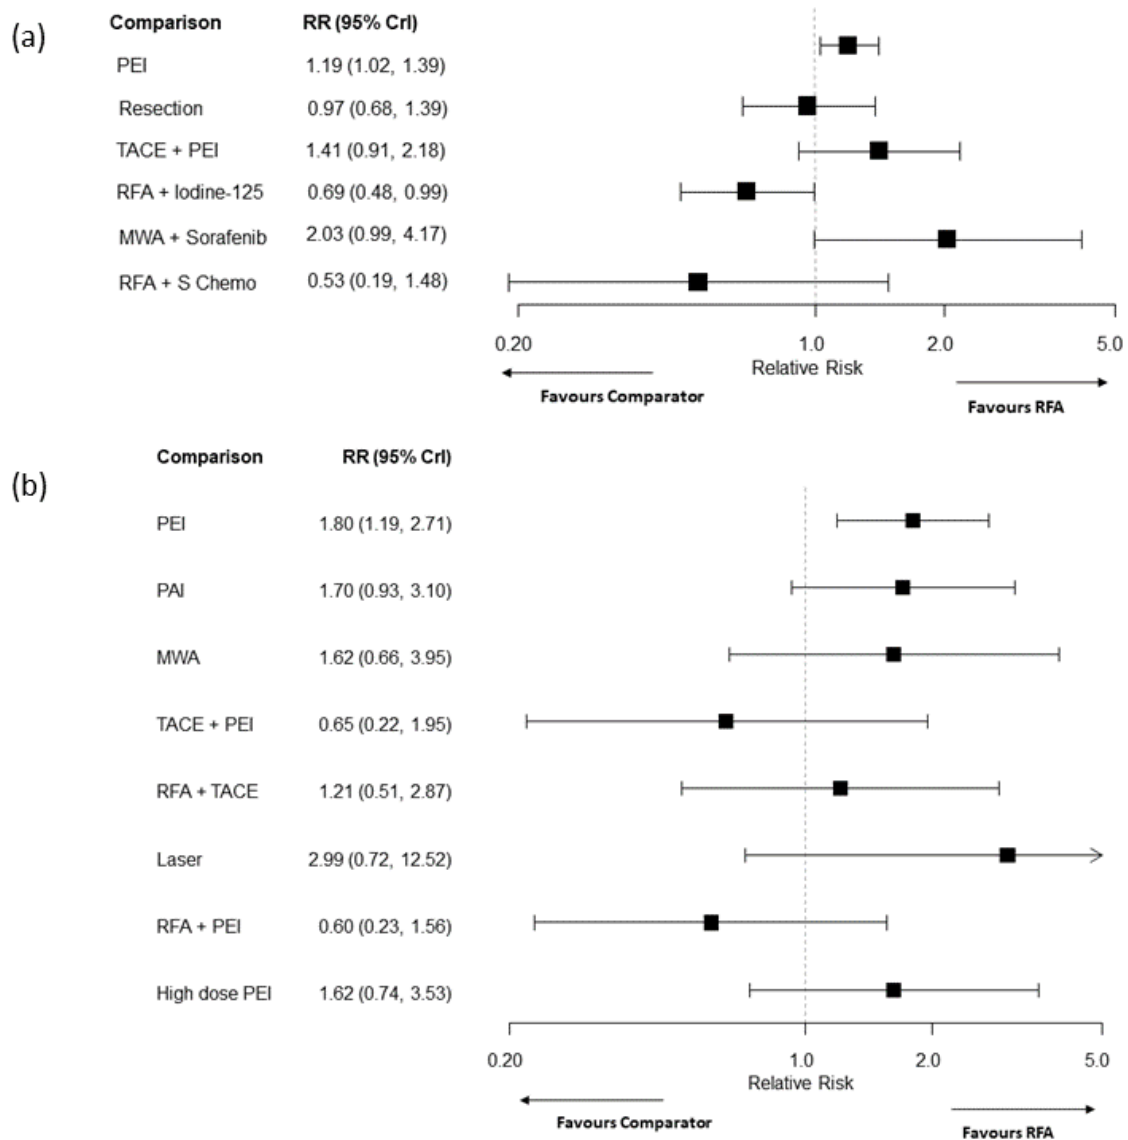 (a)
Comparison RR (95% CrI)
PEI 1.19 (1.02, 1.39)
Resection 0.97 (0.68, 1.39)
TACE + PEI 1.41 (0.91, 2.18)
RFA + Iodine-125 0.69 (0.48, 0.99)
MWA + Sorafenib 2.03 (0.99, 4.17)
RFA + S Chemo 0.53 (0.19, 1.48)
0.20 1.0 2.0 5.0
Relative Risk
Favours Comparator
Favours RFA
(b)
Comparison RR (95% CrI)
PEI 1.80 (1.19, 2.71)
PAI 1.70 (0.93, 3.10)
MWA 1.62 (0.66, 3.95)
TACE + PEI 0.65 (0.22, 1.95)
RFA + TACE 1.21 (0.51, 2.87)
Laser 2.99 (0.72, 12.52)
RFA + PEI 0.60 (0.23, 1.56)
High dose PEI 1.62 (0.74, 3.53)
0.20 1.0 2.0 5.0
Relative Risk
Favours Comparator
Favours RFA